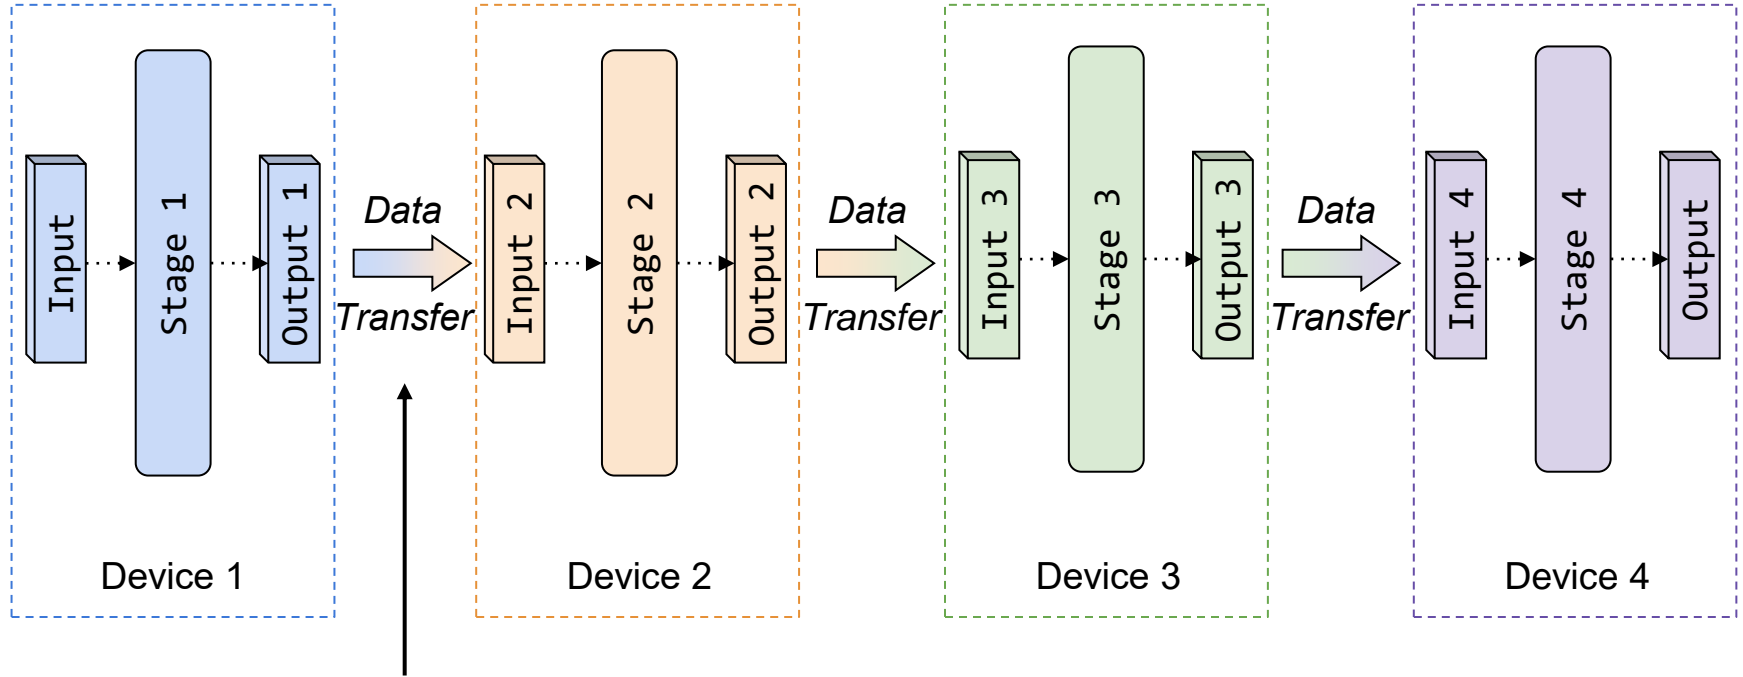 Input
Stage 1
Output 1
Device 1
Data
Transfer
Input 2
Stage 2
Output 2
Device 2
Data
Transfer
Input 3
Stage 3
Output 3
Device 3
Data
Transfer
Input 4
Stage 4
Output
Device 4